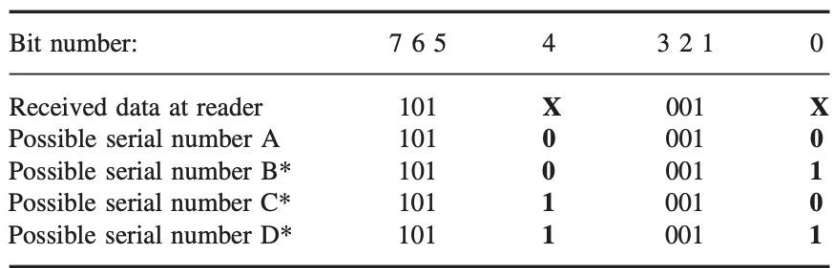 Bit number: 7 6 5 4 3 2 1 0
Received data at reader 101 X 001 X
Possible serial number A 101 0 001 0
Possible serial number B* 101 0 001 1
Possible serial number C* 101 1 001 0
Possible serial number D* 101 1 001 1